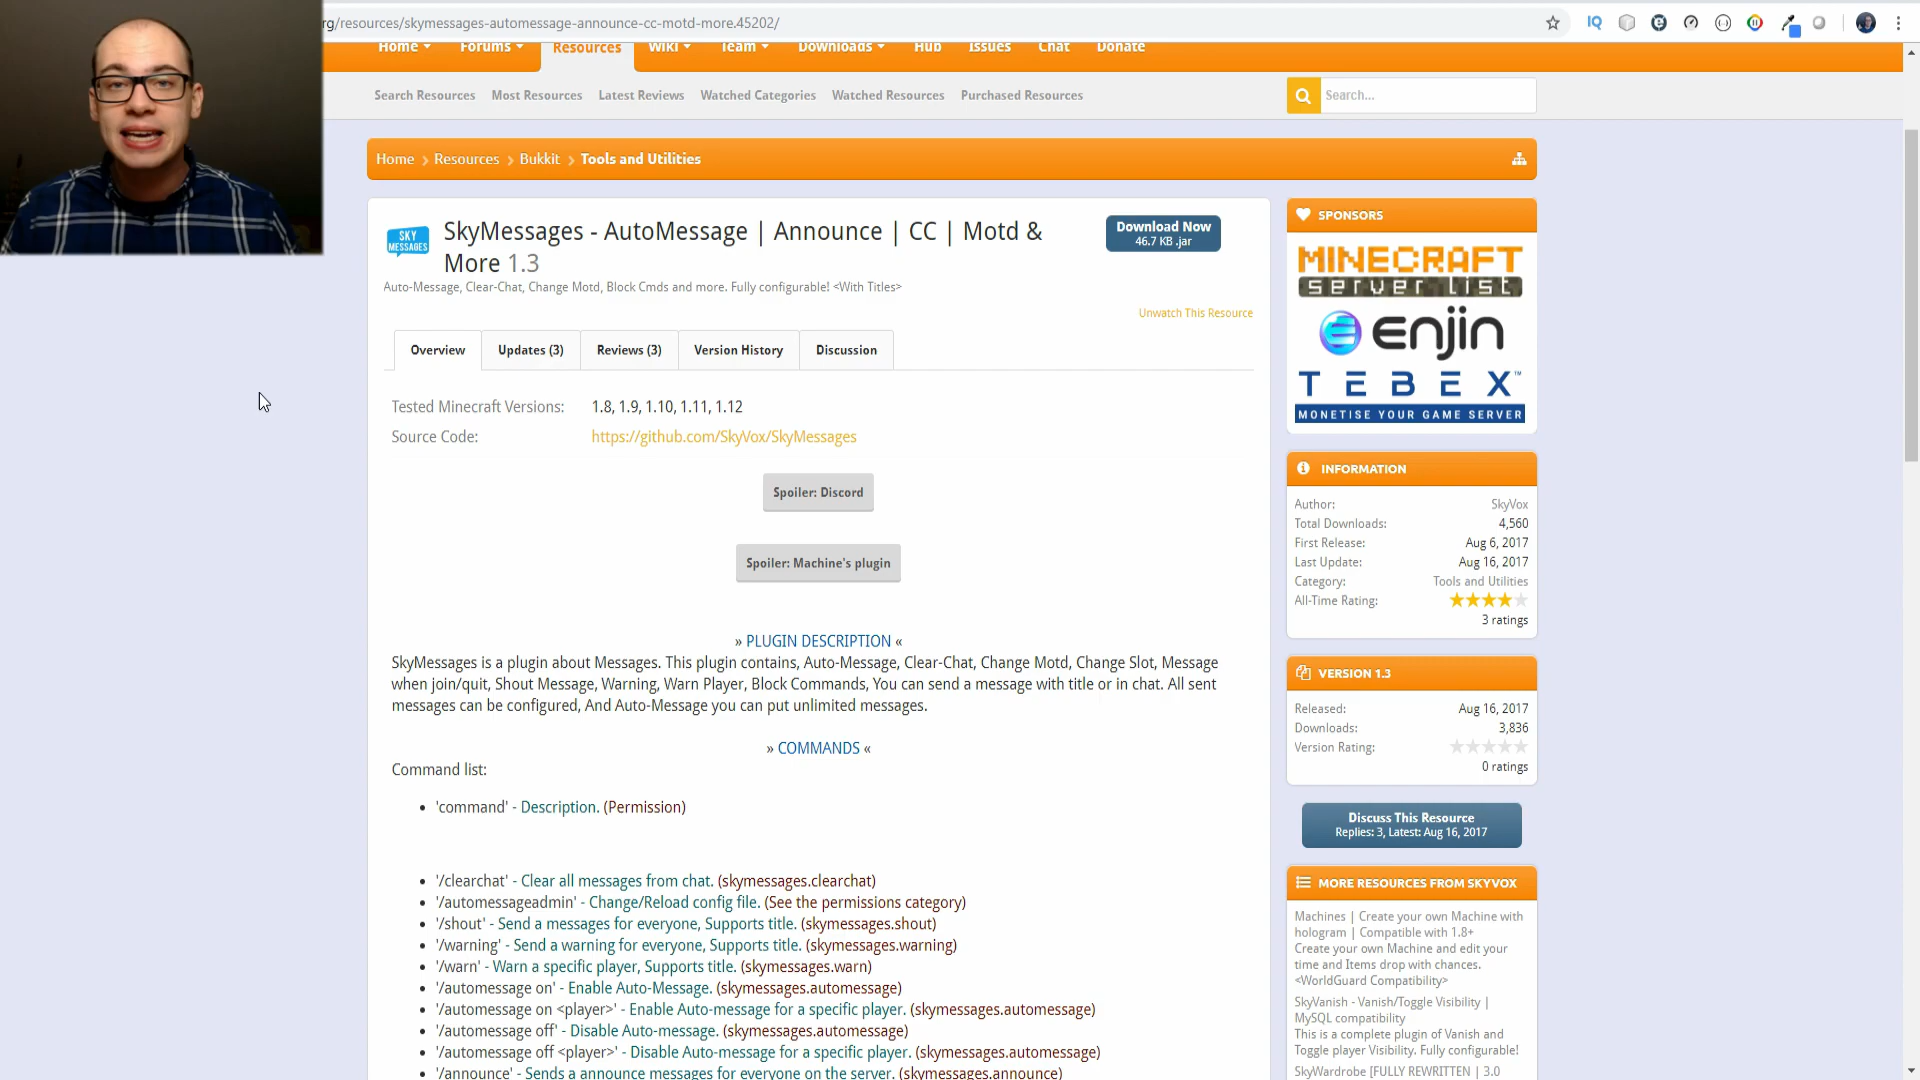 rg/resources/skymessages-automessage-announce-cc-motd-more.45202/
Home Forums Resources Wiki Team Downloads Hub Issues Chat Donate
Search Resources Most Resources Latest Reviews Watched Categories Watched Resources Purchased Resources
Search...
Home Resources Bukkit Tools and Utilities
SKY
MESSAGES
SkyMessages - AutoMessage | Announce | CC | Motd &
More 1.3
Download Now
46.7 KB .jar
Auto-Message, Clear-Chat, Change Motd, Block Cmds and more. Fully configurable! <With Titles>
Unwatch This Resource
Overview Updates (3) Reviews (3) Version History Discussion
Tested Minecraft Versions: 1.8, 1.9, 1.10, 1.11, 1.12
Source Code: https://github.com/SkyVox/SkyMessages
Spoiler: Discord
Spoiler: Machine's plugin
» PLUGIN DESCRIPTION «
SkyMessages is a plugin about Messages. This plugin contains, Auto-Message, Clear-Chat, Change Motd, Change Slot, Message
when join/quit, Shout Message, Warning, Warn Player, Block Commands, You can send a message with title or in chat. All sent
messages can be configured, And Auto-Message you can put unlimited messages.
» COMMANDS «
Command list:
• 'command' - Description. (Permission)
• '/clearchat' - Clear all messages from chat. (skymessages.clearchat)
• '/automessageadmin' - Change/Reload config file. (See the permissions category)
• '/shout' - Send a messages for everyone, Supports title. (skymessages.shout)
• '/warning' - Send a warning for everyone, Supports title. (skymessages.warning)
• '/warn' - Warn a specific player, Supports title. (skymessages.warn)
• '/automessage on' - Enable Auto-Message. (skymessages.automessage)
• '/automessage on <player>' - Enable Auto-message for a specific player. (skymessages.automessage)
• '/automessage off' - Disable Auto-message. (skymessages.automessage)
• '/automessage off <player>' - Disable Auto-message for a specific player. (skymessages.automessage)
• '/announce' - Sends a announce messages for everyone on the server. (skymessages.announce)
SPONSORS
MINECRAFT
server list
enjin
TEBEX™
MONETISE YOUR GAME SERVER
INFORMATION
Author: SkyVox
Total Downloads: 4,560
First Release: Aug 6, 2017
Last Update: Aug 16, 2017
Category: Tools and Utilities
All-Time Rating:
3 ratings
VERSION 1.3
Released: Aug 16, 2017
Downloads: 3,836
Version Rating:
0 ratings
Discuss This Resource
Replies: 3, Latest: Aug 16, 2017
MORE RESOURCES FROM SKYVOX
Machines | Create your own Machine with
hologram | Compatible with 1.8+
Create your own Machine and edit your
time and Items drop with chances.
<WorldGuard Compatibility>
SkyVanish - Vanish/Toggle Visibility |
MySQL compatibility
This is a complete plugin of Vanish and
Toggle player Visibility. Fully configurable!
SkyWardrobe [FULLY REWRITTEN | 3.0